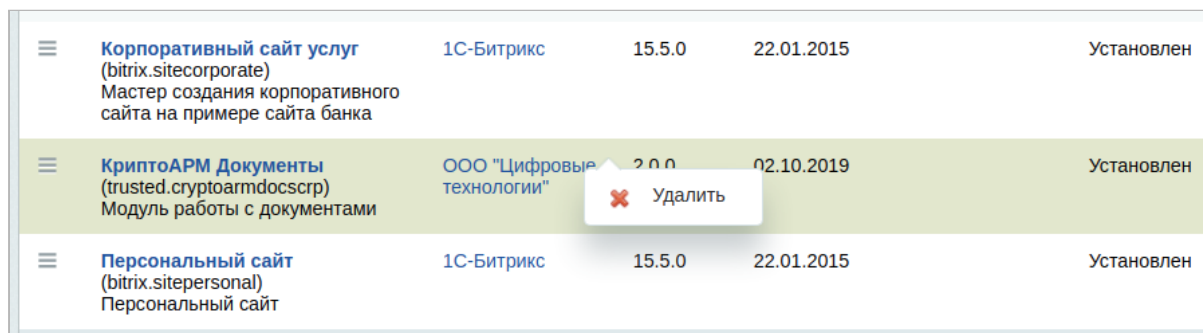 Корпоративный сайт услуг 1С-Битрикс 15.5.0 22.01.2015 Установлен
(bitrix.sitecorporate)
Мастер создания корпоративного
сайта на примере сайта банка
КриптоАРМ Документы ООО "Цифровые 2.0.0 02.10.2019 Установлен
(trusted.cryptoarmdocscrp) технологии"
Модуль работы с документами
Удалить
Персональный сайт 1С-Битрикс 15.5.0 22.01.2015 Установлен
(bitrix.sitepersonal)
Персональный сайт